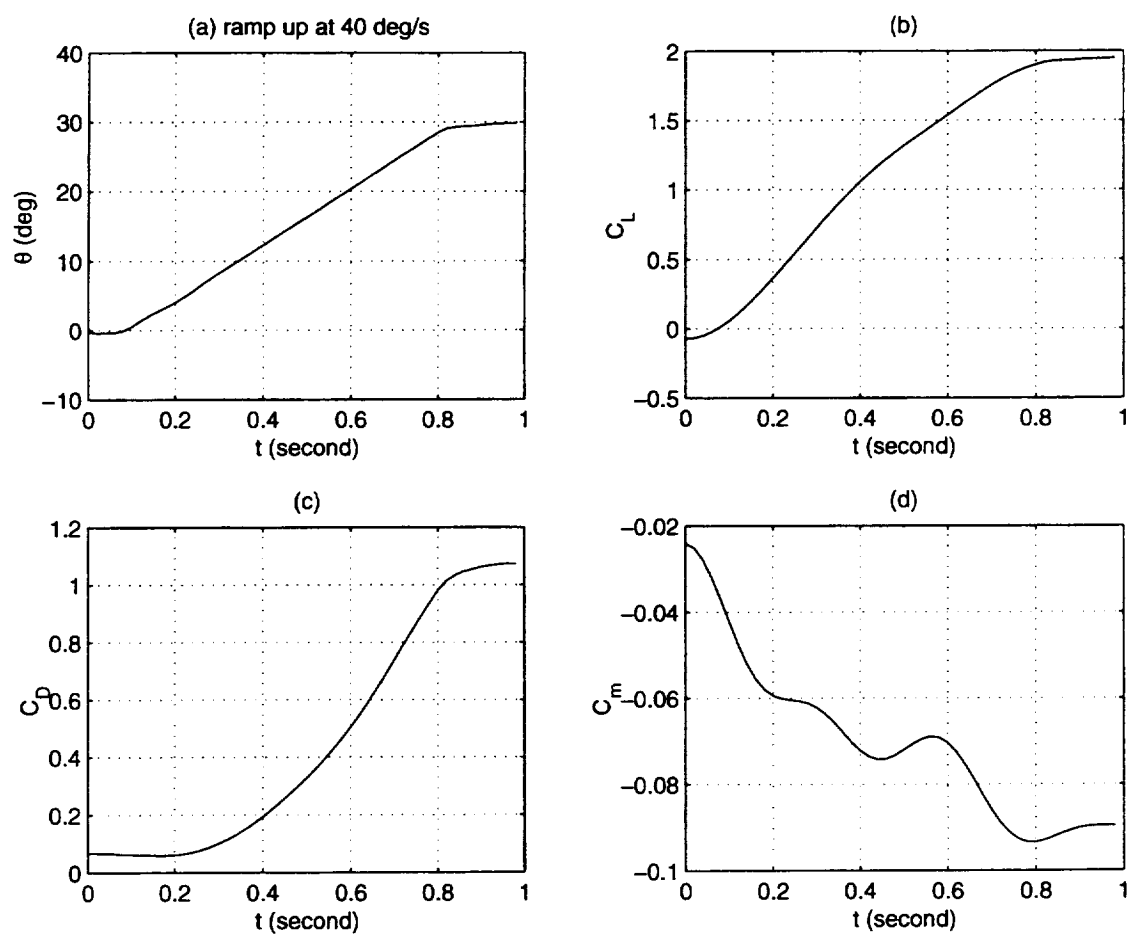 (a) ramp up at 40 deg/s
40
30
20
10
0
−10
θ (deg)
0 0.2 0.4 0.6 0.8 1
t (second)
(b)
2
1.5
1
0.5
0
−0.5
C_L
0 0.2 0.4 0.6 0.8 1
t (second)
(c)
1.2
1
0.8
0.6
0.4
0.2
0
C_D
0 0.2 0.4 0.6 0.8 1
t (second)
(d)
−0.02
−0.04
−0.06
−0.08
−0.1
C_m
0 0.2 0.4 0.6 0.8 1
t (second)